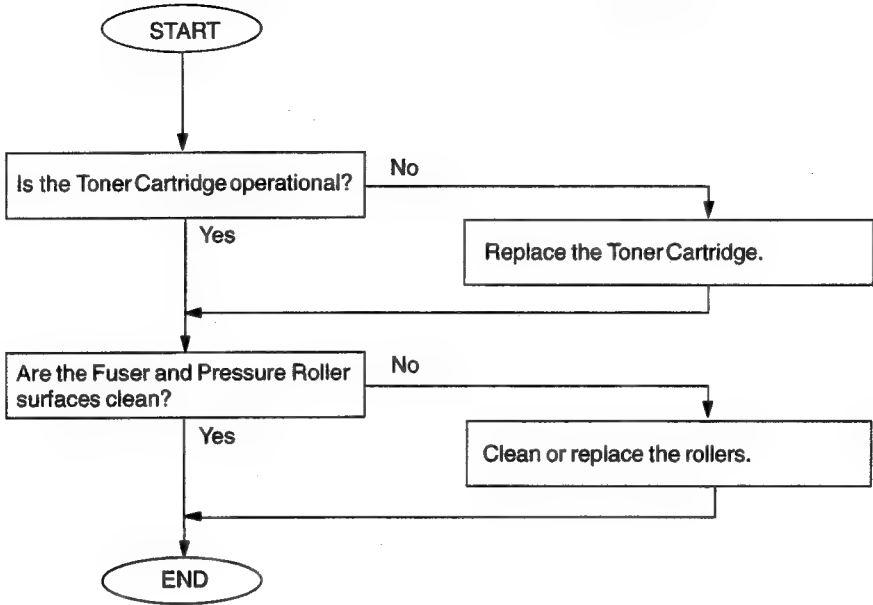 START
Is the Toner Cartridge operational?
No
Yes
Replace the Toner Cartridge.
Are the Fuser and Pressure Roller
surfaces clean?
No
Yes
Clean or replace the rollers.
END